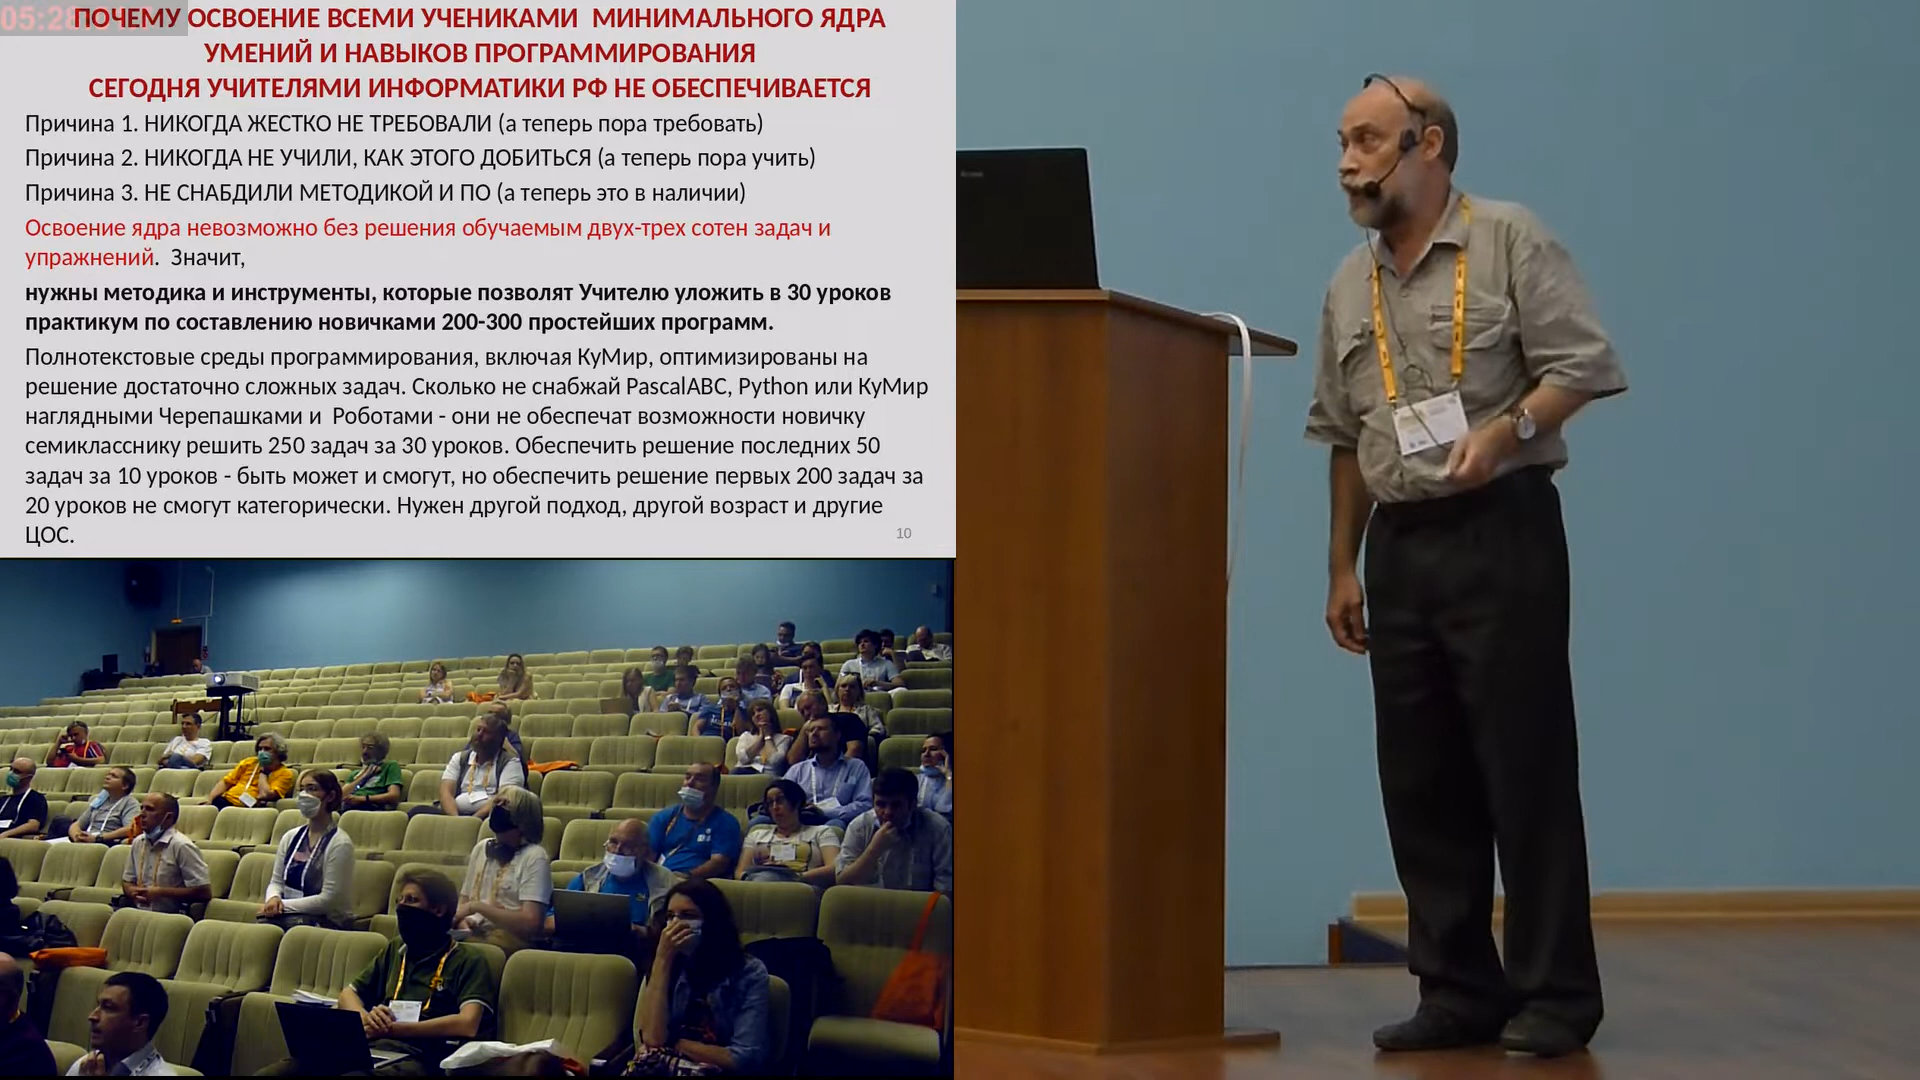 ПОЧЕМУ ОСВОЕНИЕ ВСЕМИ УЧЕНИКАМИ МИНИМАЛЬНОГО ЯДРА
УМЕНИЙ И НАВЫКОВ ПРОГРАММИРОВАНИЯ
СЕГОДНЯ УЧИТЕЛЯМИ ИНФОРМАТИКИ РФ НЕ ОБЕСПЕЧИВАЕТСЯ
Причина 1. НИКОГДА ЖЕСТКО НЕ ТРЕБОВАЛИ (а теперь пора требовать)
Причина 2. НИКОГДА НЕ УЧИЛИ, КАК ЭТОГО ДОБИТЬСЯ (а теперь пора учить)
Причина 3. НЕ СНАБДИЛИ МЕТОДИКОЙ И ПО (а теперь это в наличии)
Освоение ядра невозможно без решения обучаемым двух-трех сотен задач и
упражнений. Значит,
нужны методика и инструменты, которые позволят Учителю уложить в 30 уроков
практикум по составлению новичками 200-300 простейших программ.
Полнотекстовые среды программирования, включая КуМир, оптимизированы на
решение достаточно сложных задач. Сколько не снабжай PascalABC, Python или КуМир
наглядными Черепашками и Роботами - они не обеспечат возможности новичку
семикласснику решить 250 задач за 30 уроков. Обеспечить решение последних 50
задач за 10 уроков - быть может и смогут, но обеспечить решение первых 200 задач за
20 уроков не смогут категорически. Нужен другой подход, другой возраст и другие
ЦОС.
10